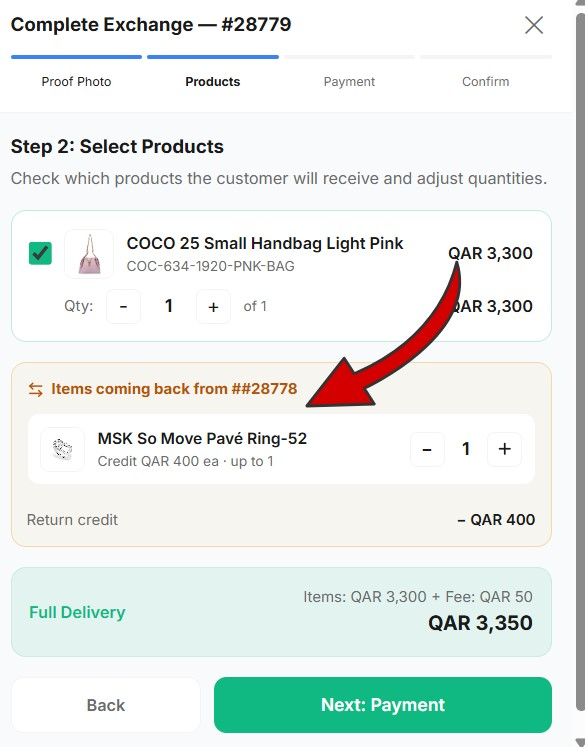 Complete Exchange — #28779
Proof Photo
Products
Payment
Confirm
Step 2: Select Products
Check which products the customer will receive and adjust quantities.
COCO 25 Small Handbag Light Pink
QAR 3,300
COC-634-1920-PNK-BAG
Qty: - 1 + of 1
QAR 3,300
Items coming back from ##28778
MSK So Move Pavé Ring-52
Credit QAR 400 ea · up to 1
− 1 +
Return credit
− QAR 400
Items: QAR 3,300 + Fee: QAR 50
Full Delivery
QAR 3,350
Back
Next: Payment